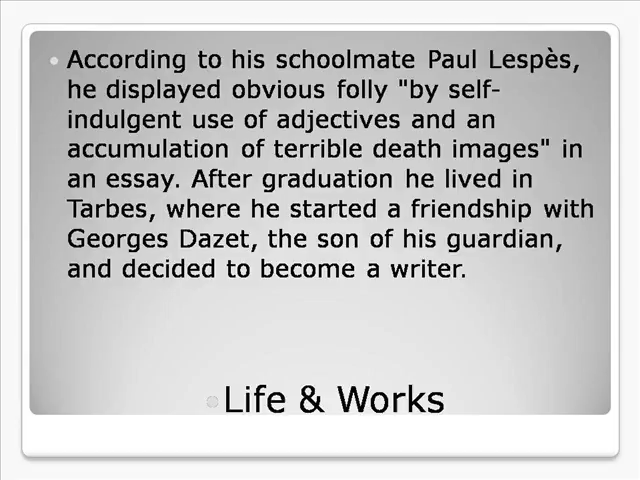 According to his schoolmate Paul Lespès,
he displayed obvious folly "by self-
indulgent use of adjectives and an
accumulation of terrible death images" in
an essay. After graduation he lived in
Tarbes, where he started a friendship with
Georges Dazet, the son of his guardian,
and decided to become a writer.
Life & Works